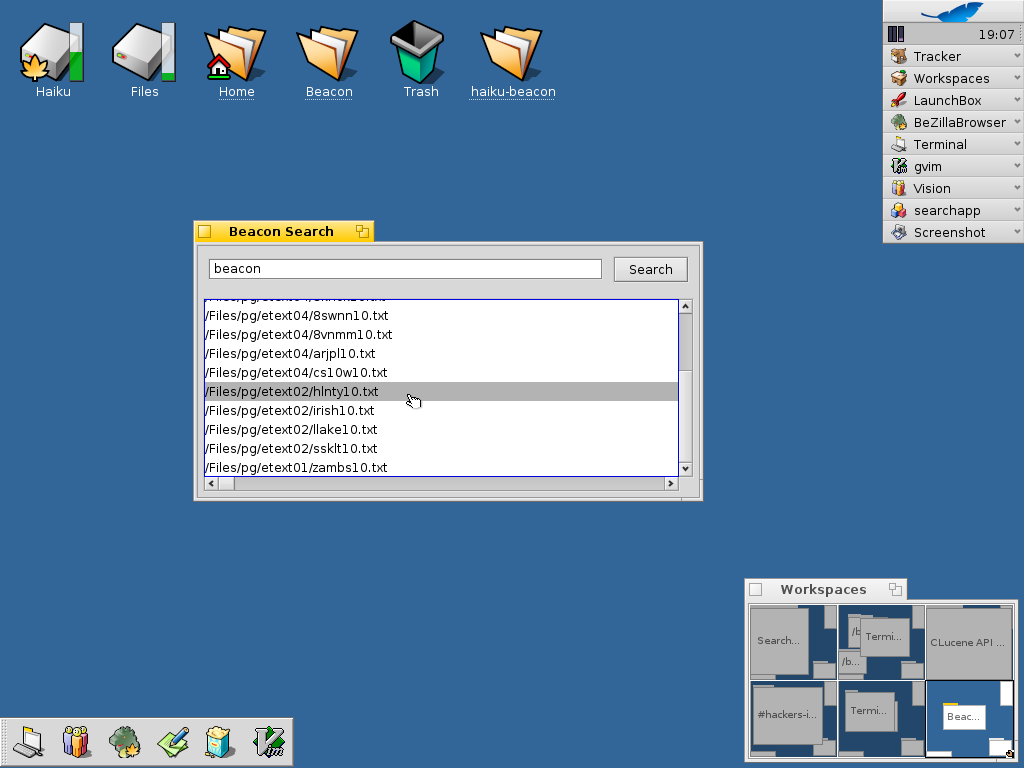 Haiku
Files
Home
Beacon
Trash
haiku-beacon
19:07
Tracker
Workspaces
LaunchBox
BeZillaBrowser
Terminal
gvim
Vision
searchapp
Screenshot
Beacon Search
beacon
Search
/Files/pg/etext04/8swnn10.txt
/Files/pg/etext04/8vnmm10.txt
/Files/pg/etext04/arjpl10.txt
/Files/pg/etext04/cs10w10.txt
/Files/pg/etext02/hlnty10.txt
/Files/pg/etext02/irish10.txt
/Files/pg/etext02/llake10.txt
/Files/pg/etext02/ssklt10.txt
/Files/pg/etext01/zambs10.txt
Workspaces
Search...
/b
Termi...
/b...
CLucene API ...
#hackers-i...
Termi...
Beac...